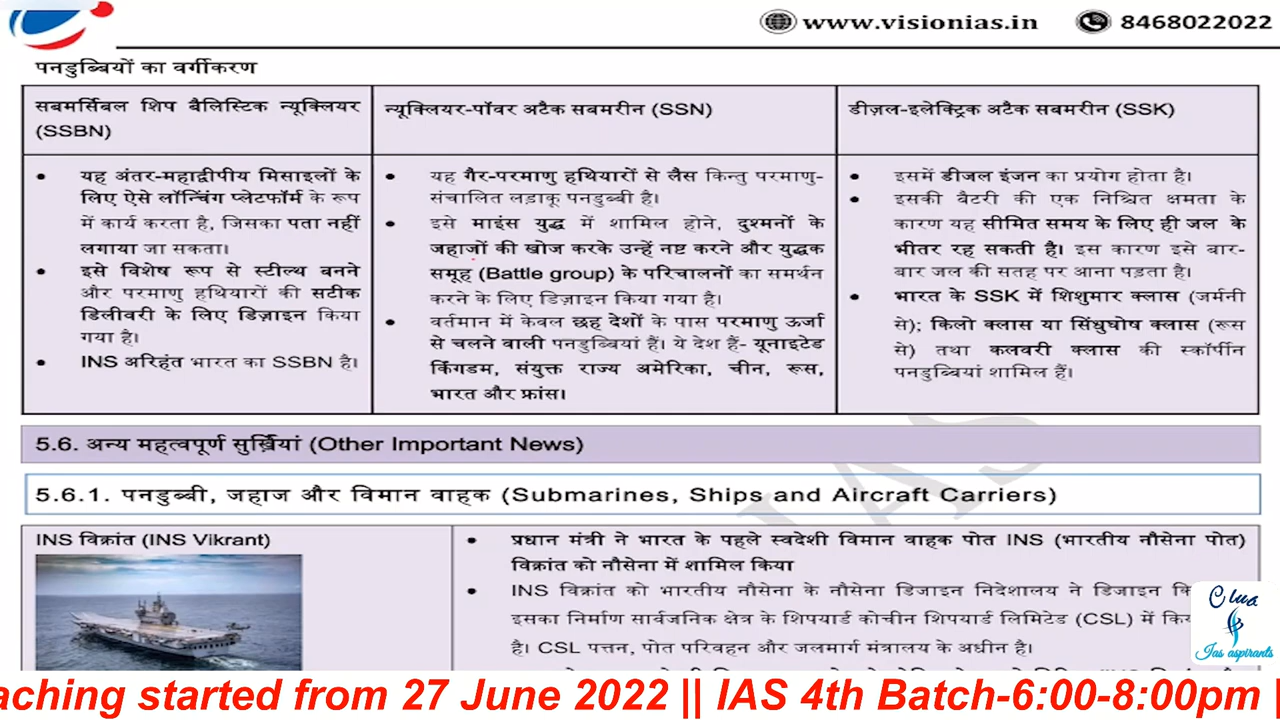 www.visionias.in
8468022022
पनडुब्बियों का वर्गीकरण
सबमर्सिबल शिप बैलिस्टिक न्यूक्लियर
(SSBN)
न्यूक्लियर-पॉवर अटैक सबमरीन (SSN)
डीज़ल-इलेक्ट्रिक अटैक सबमरीन (SSK)
• यह अंतर-महाद्वीपीय मिसाइलों के
लिए ऐसे लॉन्चिंग प्लेटफॉर्म के रूप
में कार्य करता है, जिसका पता नहीं
लगाया जा सकता।
• इसे विशेष रूप से स्टील्थ बनने
और परमाणु हथियारों की सटीक
डिलीवरी के लिए डिज़ाइन किया
गया है।
• INS अरिहंत भारत का SSBN है।
• यह गैर-परमाणु हथियारों से लैस किन्तु परमाणु-
संचालित लड़ाकू पनडुब्बी है।
• इसे माइंस युद्ध में शामिल होने, दुश्मनों के
जहाजों की खोज करके उन्हें नष्ट करने और युद्धक
समूह (Battle group) के परिचालनों का समर्थन
करने के लिए डिज़ाइन किया गया है।
• वर्तमान में केवल छह देशों के पास परमाणु ऊर्जा
से चलने वाली पनडुब्बियां हैं। ये देश हैं- यूनाइटेड
किंगडम, संयुक्त राज्य अमेरिका, चीन, रूस,
भारत और फ्रांस।
• इसमें डीजल इंजन का प्रयोग होता है।
• इसकी बैटरी की एक निश्चित क्षमता के
कारण यह सीमित समय के लिए ही जल के
भीतर रह सकती है। इस कारण इसे बार-
बार जल की सतह पर आना पड़ता है।
• भारत के SSK में शिशुमार क्लास (जर्मनी
से); किलो क्लास या सिंधुघोष क्लास (रूस
से) तथा कलवरी क्लास की स्कॉर्पीन
पनडुब्बियां शामिल हैं।
5.6. अन्य महत्वपूर्ण सुर्ख़ियां (Other Important News)
5.6.1. पनडुब्बी, जहाज और विमान वाहक (Submarines, Ships and Aircraft Carriers)
INS विक्रांत (INS Vikrant)
• प्रधान मंत्री ने भारत के पहले स्वदेशी विमान वाहक पोत INS (भारतीय नौसेना पोत)
विक्रांत को नौसेना में शामिल किया
• INS विक्रांत को भारतीय नौसेना के नौसेना डिजाइन निदेशालय ने डिजाइन कि
इसका निर्माण सार्वजनिक क्षेत्र के शिपयार्ड कोचीन शिपयार्ड लिमिटेड (CSL) में कि
है। CSL पत्तन, पोत परिवहन और जलमार्ग मंत्रालय के अधीन है।
IAS
Ias aspirants
aching started from 27 June 2022 || IAS 4th Batch-6:00-8:00pm |